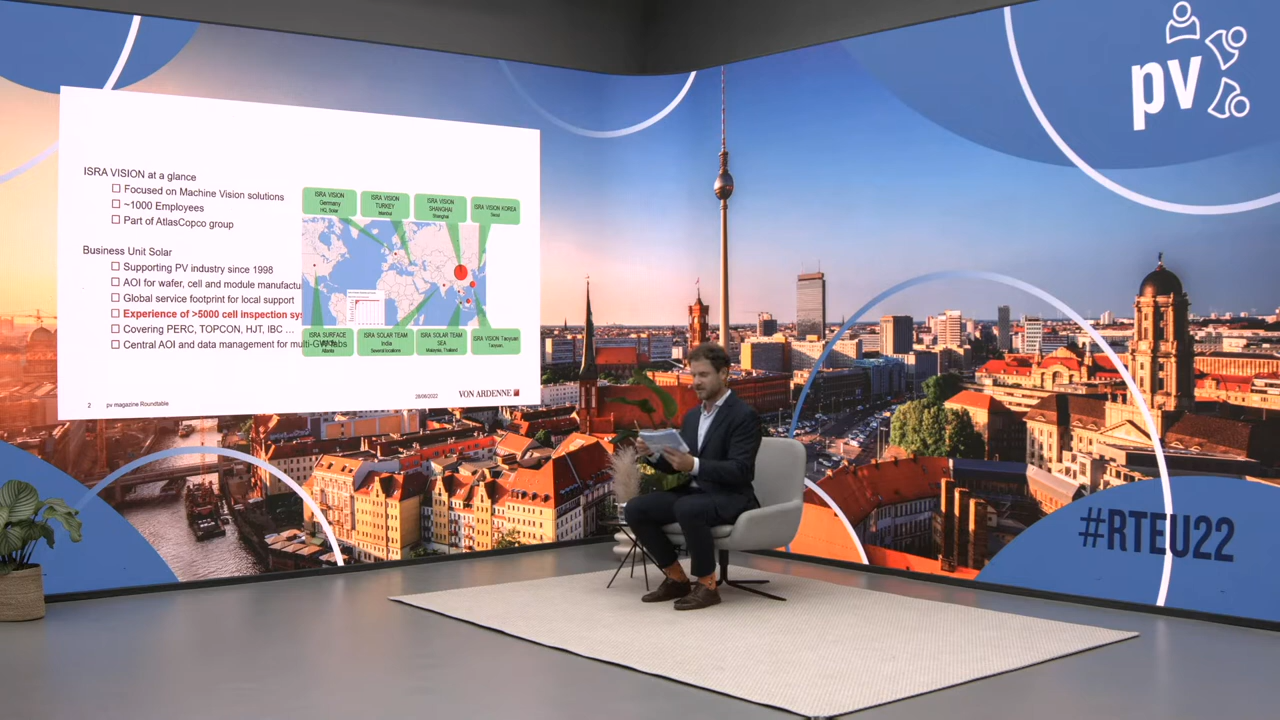 pv
ISRA VISION at a glance
☐ Focused on Machine Vision solutions
☐ ~1000 Employees
☐ Part of AtlasCopco group
Business Unit Solar
☐ Supporting PV industry since 1998
☐ AOI for wafer, cell and module manufactu
☐ Global service footprint for local support
☐ Experience of >5000 cell inspection sys
☐ Covering PERC, TOPCON, HJT, IBC ...
☐ Central AOI and data management for multi-GW fabs
ISRA VISION
Germany
HQ, Solar
ISRA VISION
TURKEY
Istanbul
ISRA VISION
SHANGHAI
Shanghai
ISRA VISION KOREA
Seoul
ISRA SURFACE
Atlanta
ISRA SOLAR TEAM
India
Several locations
ISRA SOLAR TEAM
SEA
Malaysia, Thailand
ISRA VISION Taoyuan
Taoyuan,
2 pv magazine Roundtable
28/06/2022
VON ARDENNE
#RTEU22